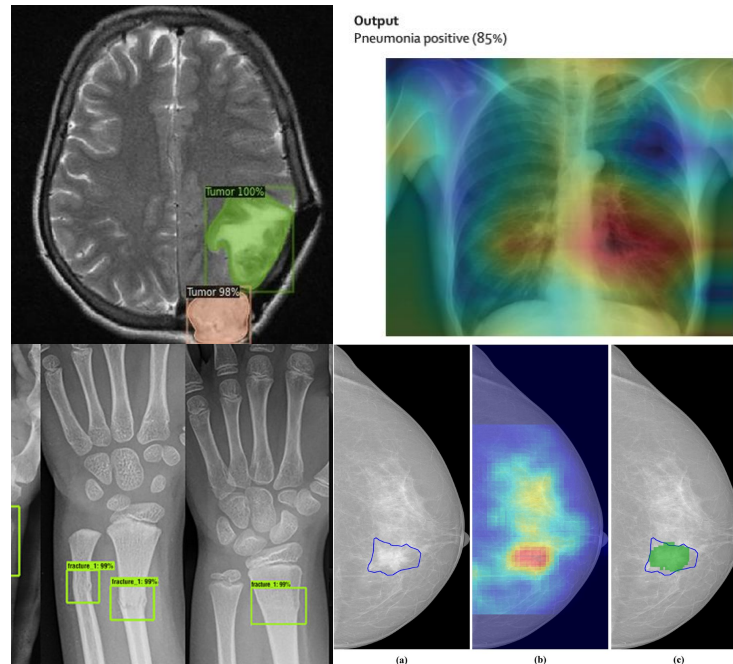 Output
Pneumonia positive (85%)
Tumor 100%
Tumor 98%
fracture_1: 99%
fracture_1: 99%
fracture_1: 99%
(a)
(b)
(c)